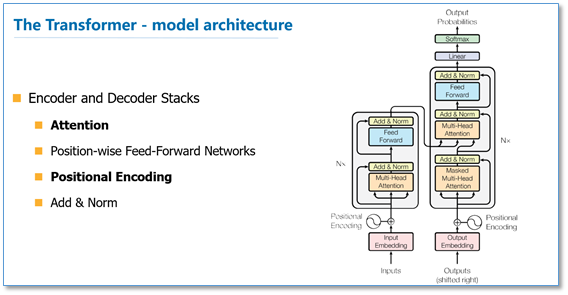 The Transformer - model architecture
Encoder and Decoder Stacks
Attention
Position-wise Feed-Forward Networks
Positional Encoding
Add & Norm
Output
Probabilities
Softmax
Linear
Add & Norm
Feed
Forward
Add & Norm
Multi-Head
Attention
Add & Norm
Masked
Multi-Head
Attention
Nx
Positional
Encoding
Output
Embedding
Outputs
(shifted right)
Add & Norm
Feed
Forward
Add & Norm
Multi-Head
Attention
Nx
Positional
Encoding
Input
Embedding
Inputs